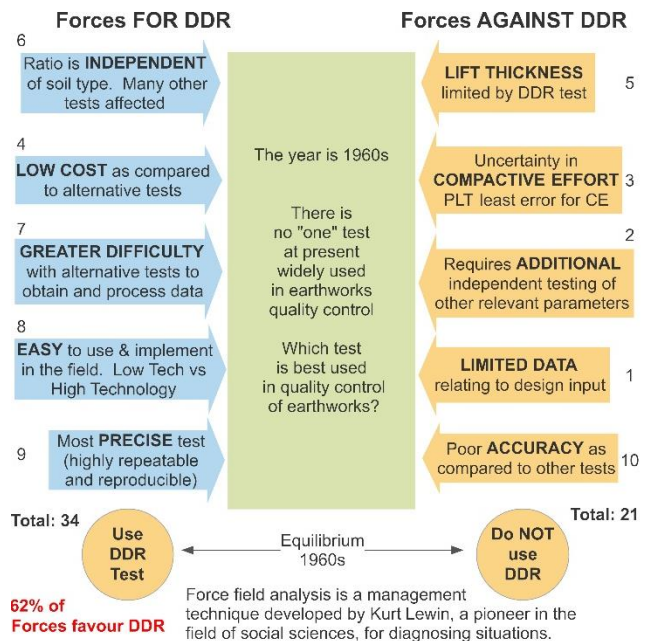 Forces FOR DDR
Forces AGAINST DDR
6
Ratio is INDEPENDENT
of soil type. Many other
tests affected
4
LOW COST as compared
to alternative tests
7
GREATER DIFFICULTY
with alternative tests to
obtain and process data
8
EASY to use & implement
in the field. Low Tech vs
High Technology
9
Most PRECISE test
(highly repeatable
and reproducible)
The year is 1960s
There is
no "one" test
at present
widely used
in earthworks
quality control
Which test
is best used
in quality control
of earthworks?
LIFT THICKNESS
limited by DDR test
5
Uncertainty in
COMPACTIVE EFFORT
PLT least error for CE
3
2
Requires ADDITIONAL
independent testing of
other relevant parameters
LIMITED DATA
relating to design input
1
Poor ACCURACY as
compared to other tests
10
Total: 34
Total: 21
Use
DDR
Test
Equilibrium
1960s
Do NOT
use
DDR
62% of
Forces favour DDR
Force field analysis is a management
technique developed by Kurt Lewin, a pioneer in the
field of social sciences, for diagnosing situations.